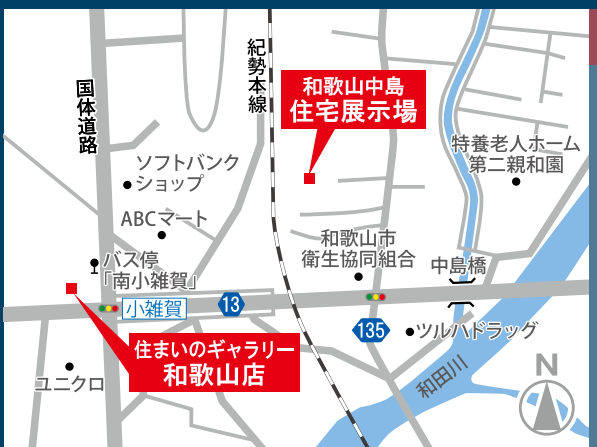 国体道路
紀勢本線
和歌山中島
住宅展示場
特養老人ホーム
第二親和園
ソフトバンク
ショップ
ABCマート
バス停
「南小雑賀」
和歌山市
衛生協同組合
中島橋
小雑賀
13
135
ツルハドラッグ
住まいのギャラリー
和歌山店
ユニクロ
和田川
N